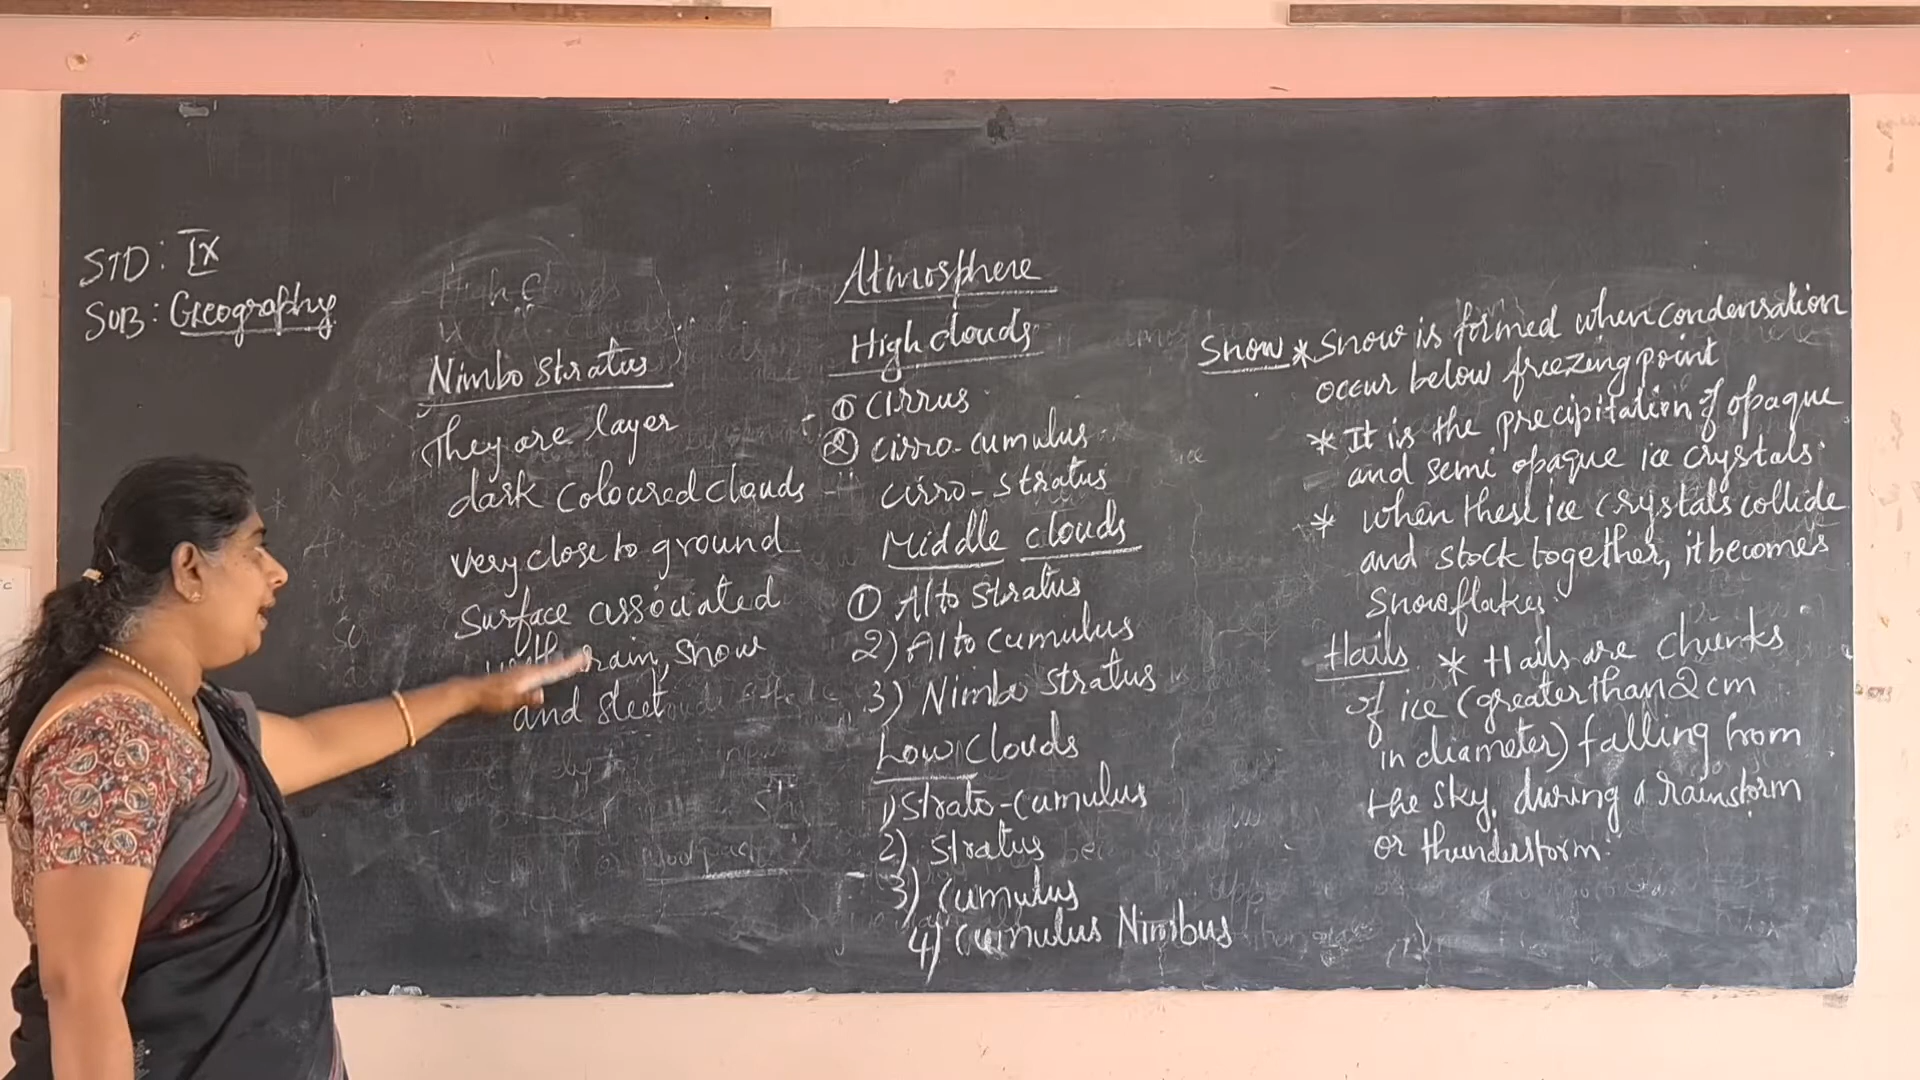 STD: IX
SUB: Geography
Nimbo Stratus
They are layer
dark coloured clouds
very close to ground
surface associated
with rain, snow
and sleet
Atmosphere
High clouds
① Cirrus
② Cirro-cumulus
Cirro-stratus
Middle clouds
① Alto Stratus
2) Alto Cumulus
3) Nimbo Stratus
Low Clouds
1) Strato-cumulus
2) Stratus
3) Cumulus
4) Cumulus Nimbus
Snow * Snow is formed when condensation
occur below freezing point
* It is the precipitation of opaque
and semi opaque ice crystals.
* when these ice crystals collide
and stock together, it becomes
Snowflakes.
Hails * Hails are chunks
of ice (greater than 2 cm
in diameter) falling from
the sky, during a rainstorm
or thunderstorm.